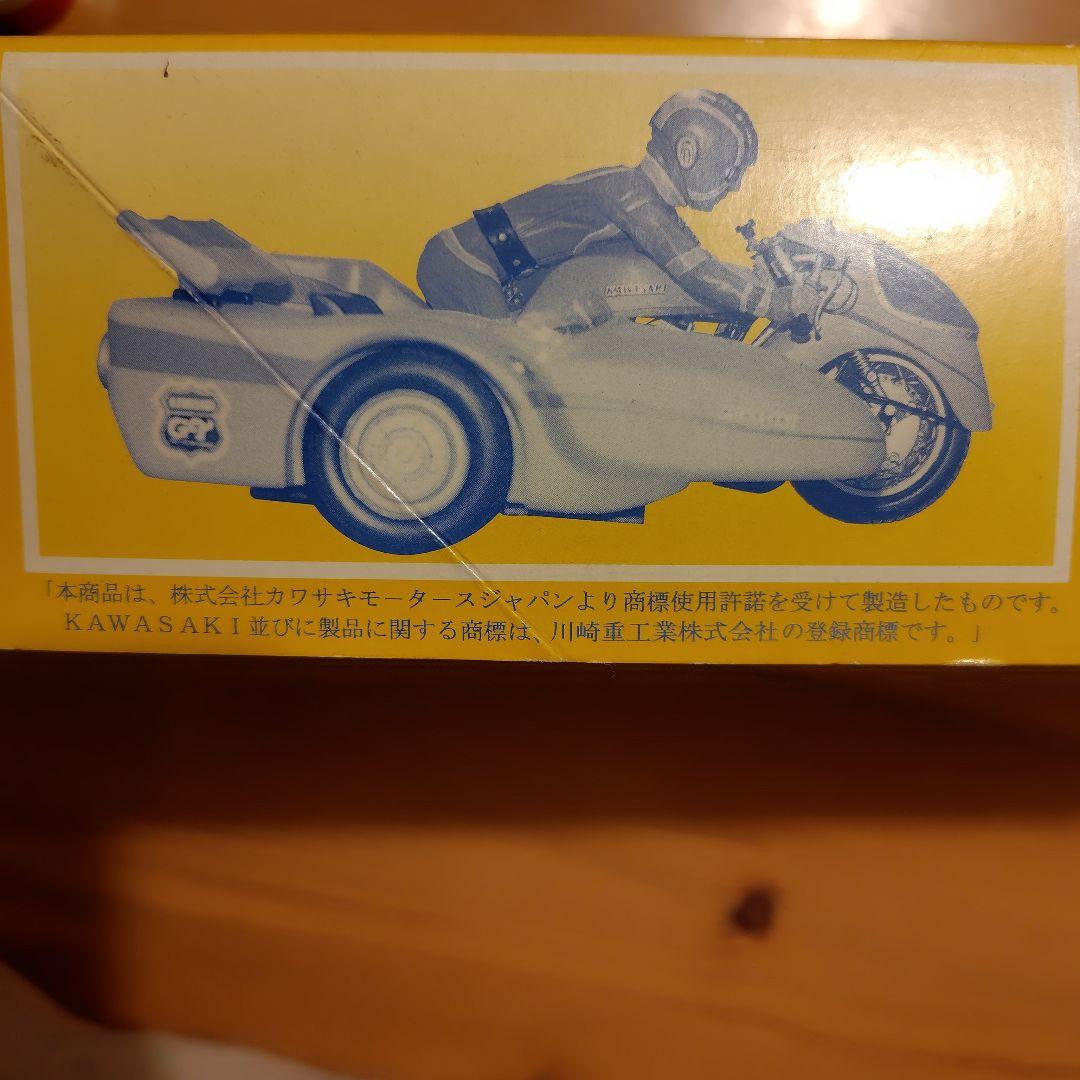 KAWASAKI
「本商品は、株式会社カワサキモータースジャパンより商標使用許諾を受けて製造したものです。
KAWASAKI並びに製品に関する商標は、川崎重工業株式会社の登録商標です。」